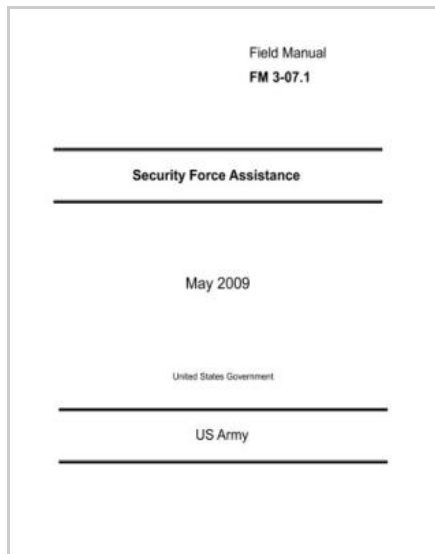 Field Manual
FM 3-07.1
Security Force Assistance
May 2009
United States Government
US Army